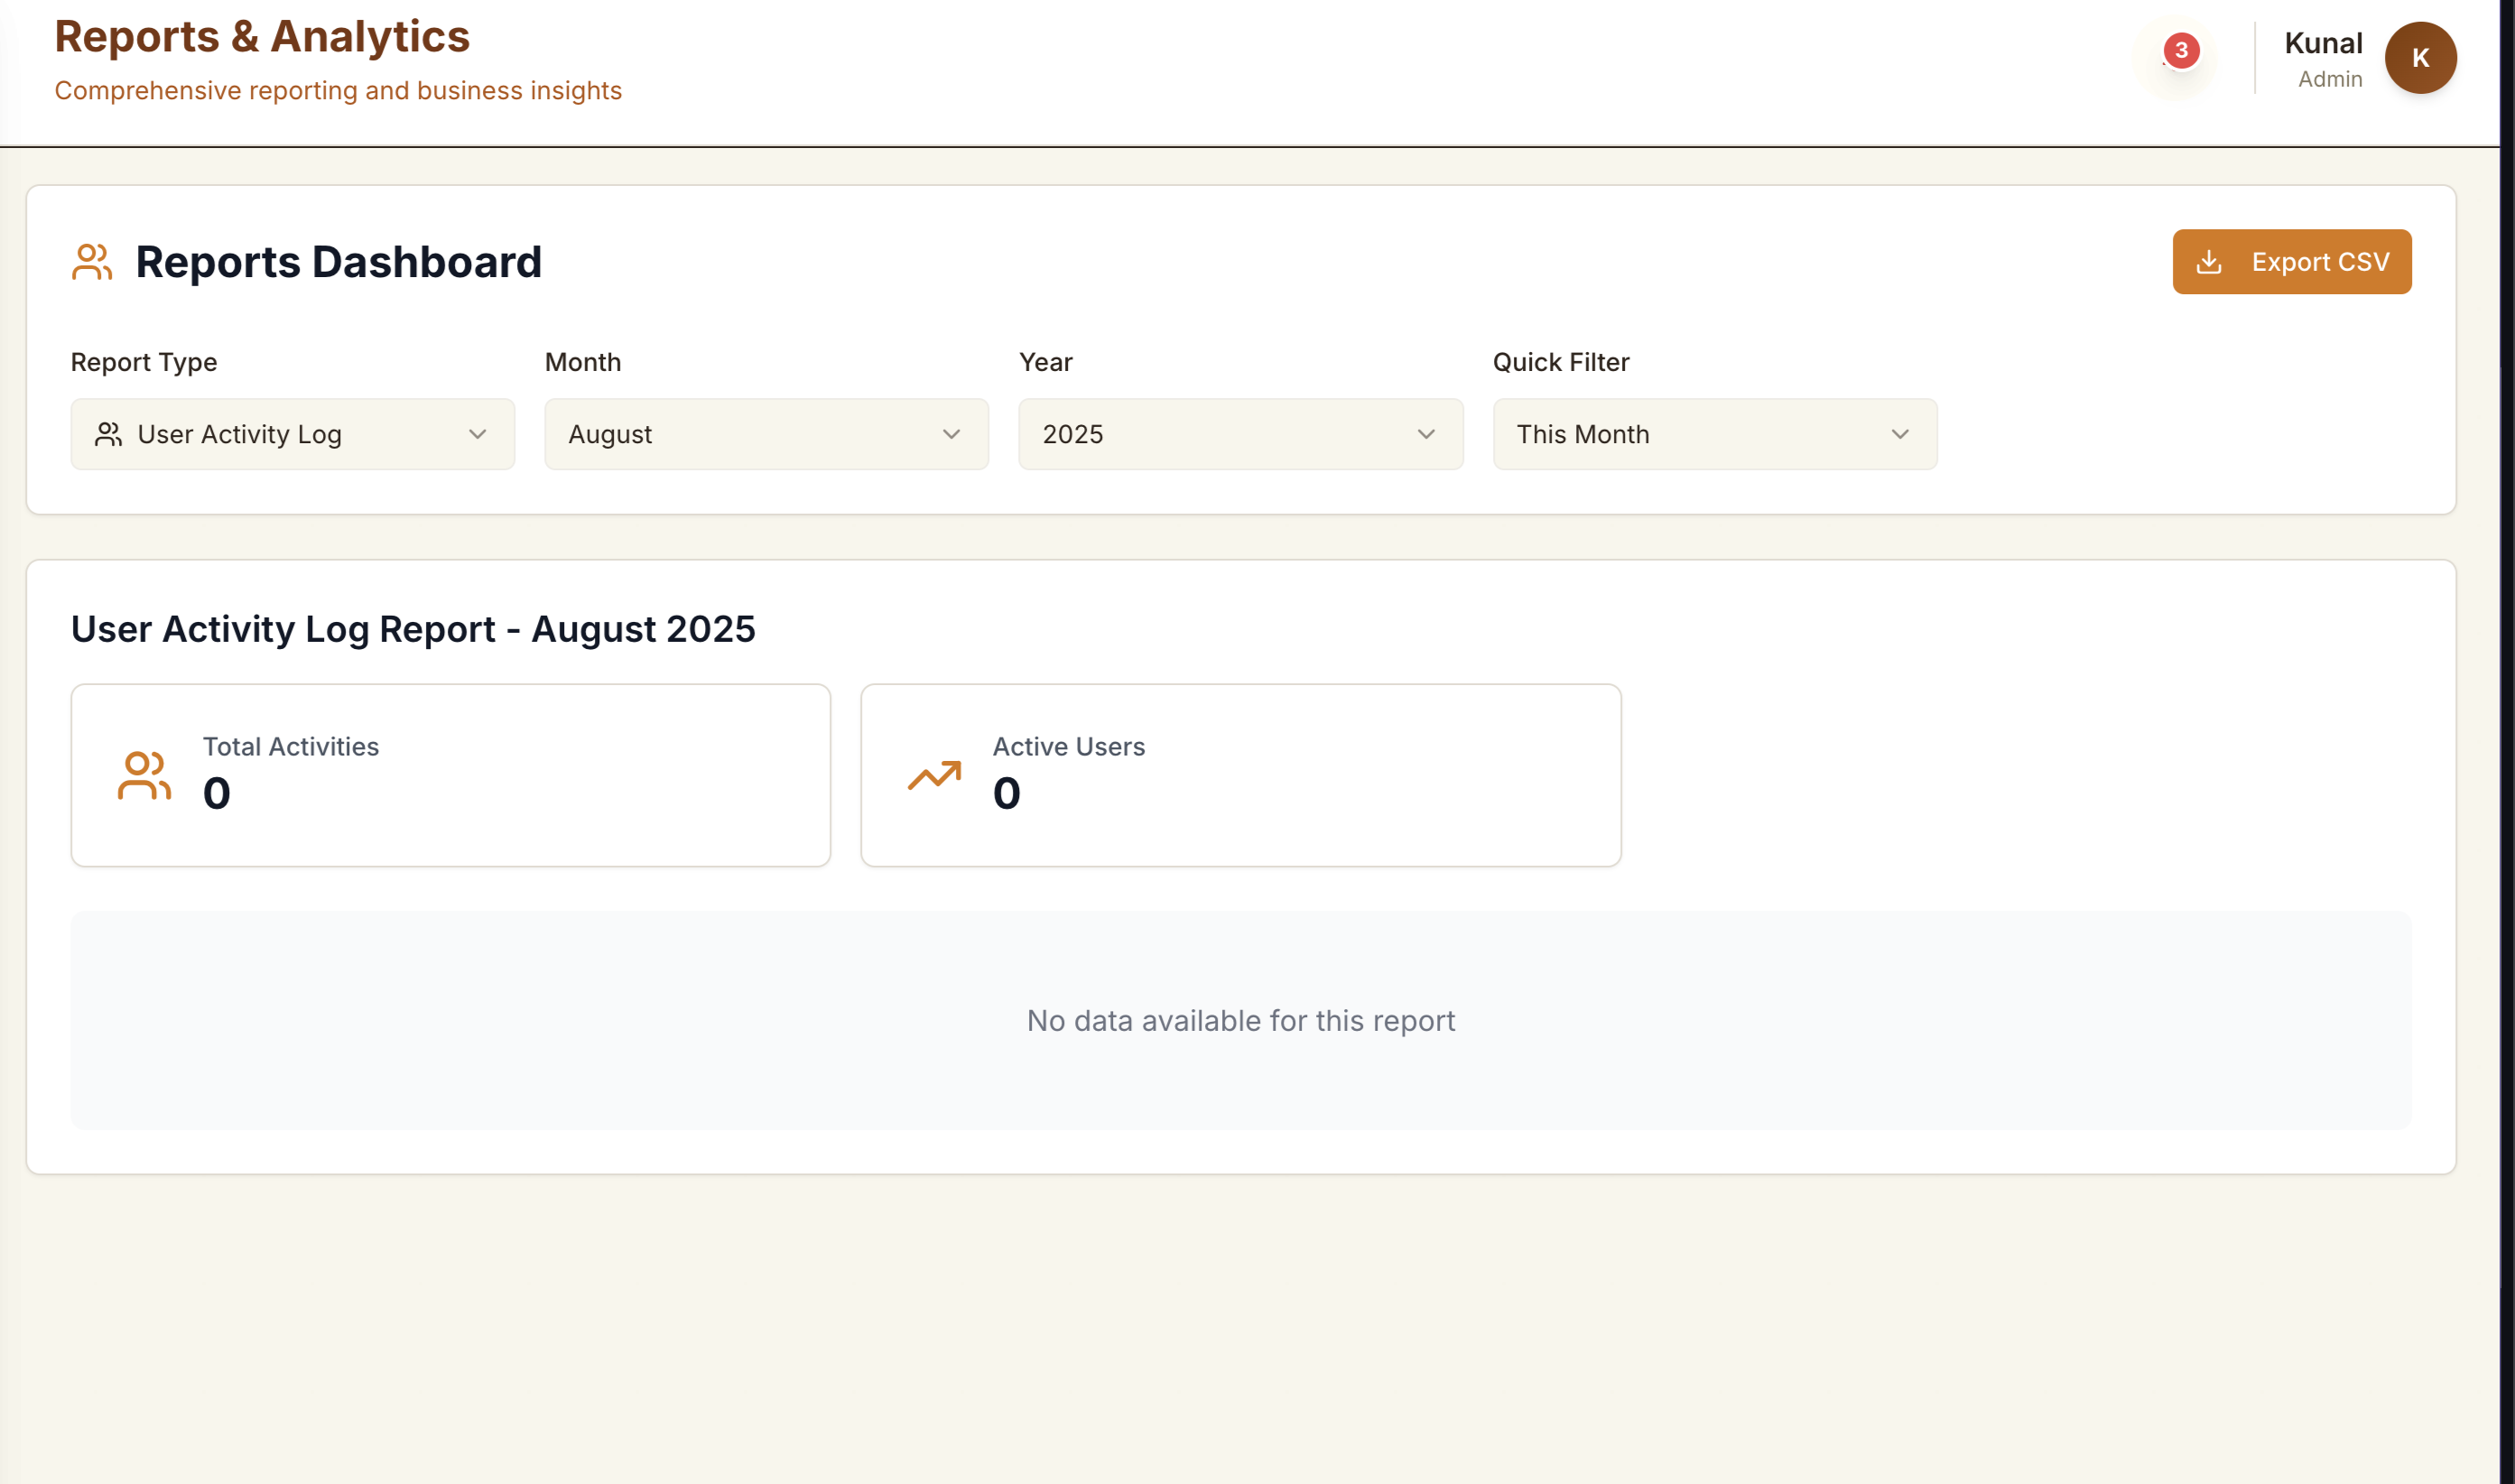 Reports & Analytics
Comprehensive reporting and business insights
3
Kunal
Admin
K
Reports Dashboard
Export CSV
Report Type
Month
Year
Quick Filter
User Activity Log
August
2025
This Month
User Activity Log Report - August 2025
Total Activities
0
Active Users
0
No data available for this report